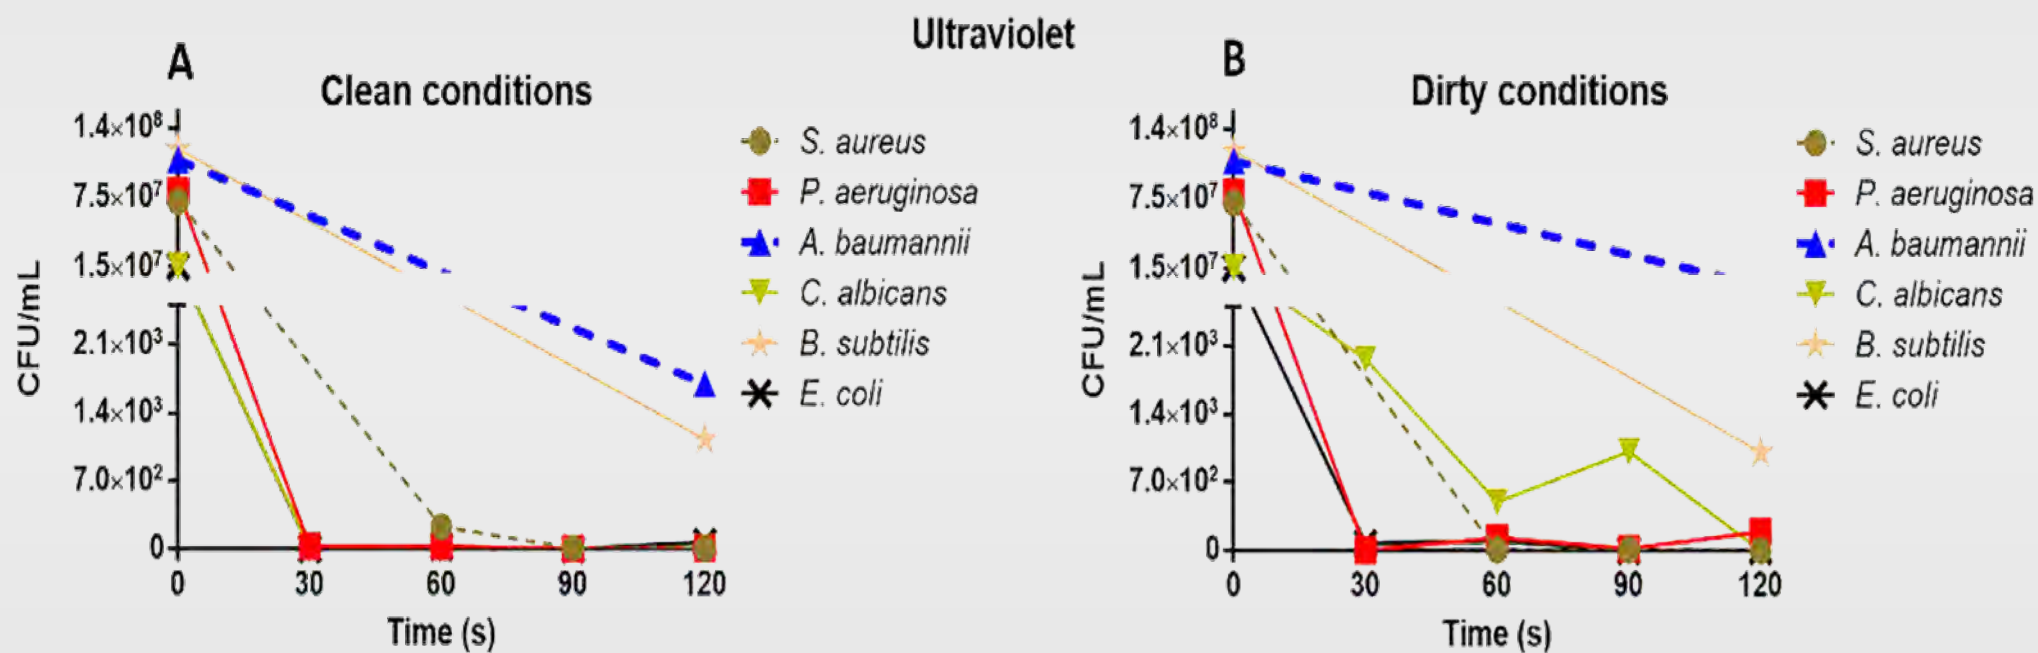 Ultraviolet
A
Clean conditions
CFU/mL
1.4×10⁸
7.5×10⁷
1.5×10⁷
2.1×10³
1.4×10³
7.0×10²
0
0 30 60 90 120
Time (s)
S. aureus
P. aeruginosa
A. baumannii
C. albicans
B. subtilis
E. coli
B
Dirty conditions
CFU/mL
1.4×10⁸
7.5×10⁷
1.5×10⁷
2.1×10³
1.4×10³
7.0×10²
0
0 30 60 90 120
Time (s)
S. aureus
P. aeruginosa
A. baumannii
C. albicans
B. subtilis
E. coli